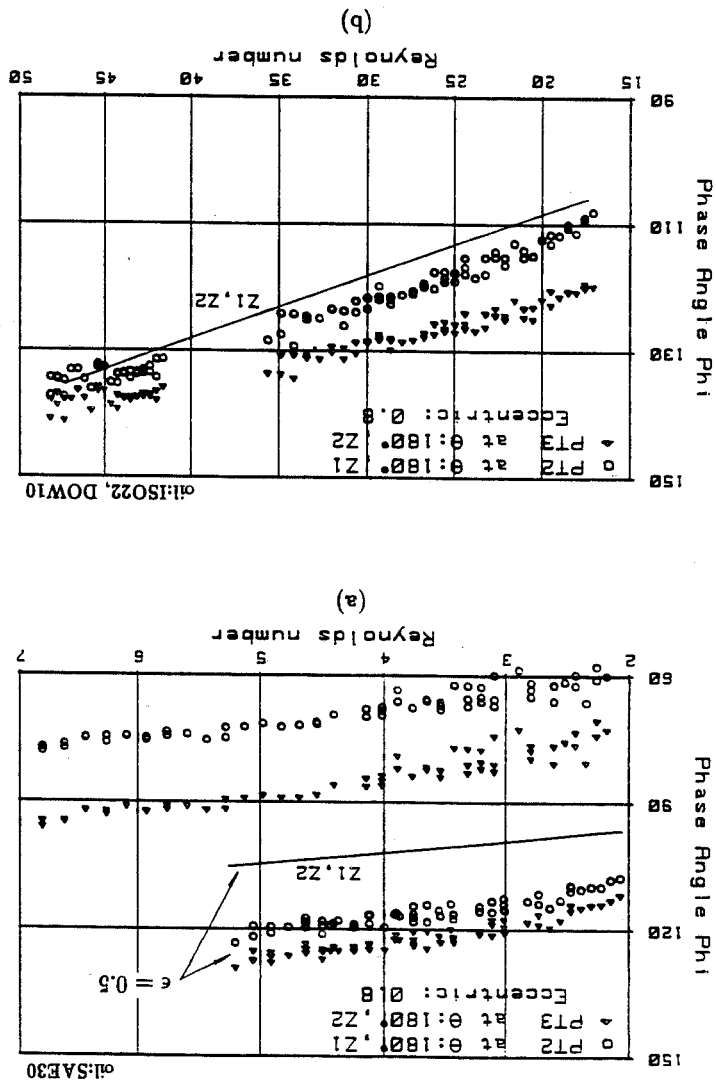 oil:SAE30
150
120
90
60
Phase Angle Phi
o PT2 at θ:180°, Z1
▵ PT3 at θ:180°, Z2
Eccentric: 0.8
ε = 0.5
Z1,Z2
2 3 4 5 6 7
Reynolds number
(a)
oil:ISO22, DOW10
150
130
110
90
Phase Angle Phi
o PT2 at θ:180° Z1
▵ PT3 at θ:180° Z2
Eccentric: 0.8
Z1,Z2
15 20 25 30 35 40 45 50
Reynolds number
(b)